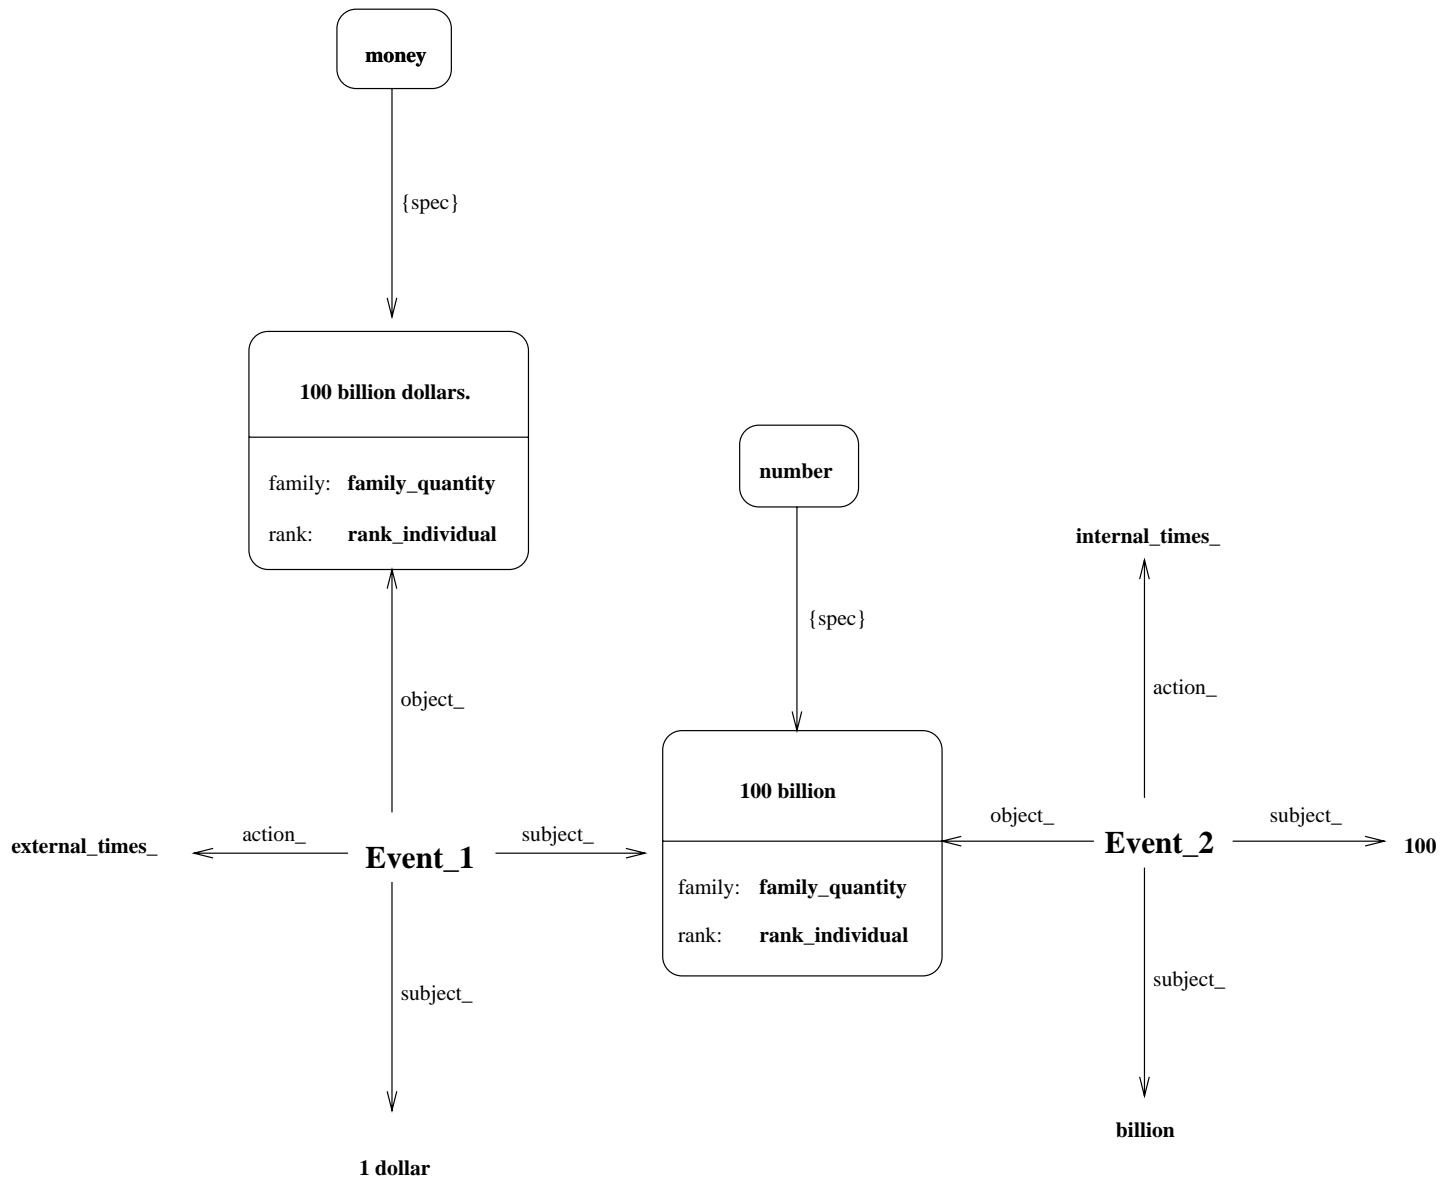 money
{spec}
100 billion dollars.
family: family_quantity
rank: rank_individual
number
internal_times_
{spec}
object_
action_
100 billion
external_times_
action_
Event_1
subject_
object_
Event_2
subject_
100
family: family_quantity
rank: rank_individual
subject_
subject_
billion
1 dollar